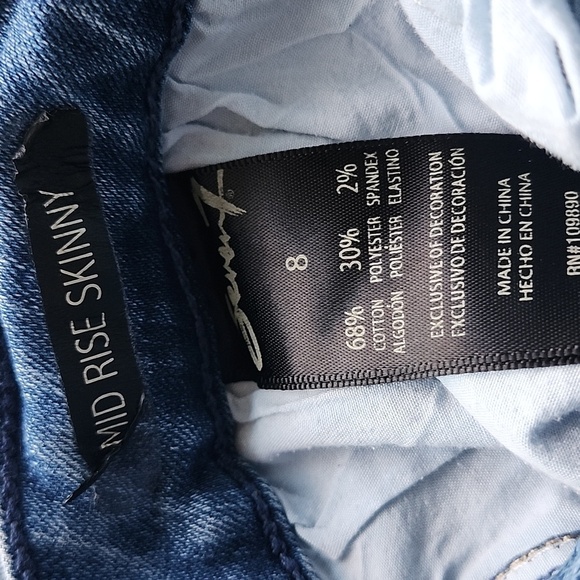 MID RISE SKINNY
Seven7
8
68% 30% 2%
COTTON POLYESTER SPANDEX
ALGODÓN POLIÉSTER ELASTINO
EXCLUSIVE OF DECORATION
EXCLUSIVO DE DECORACIÓN
MADE IN CHINA
HECHO EN CHINA
RN#109890